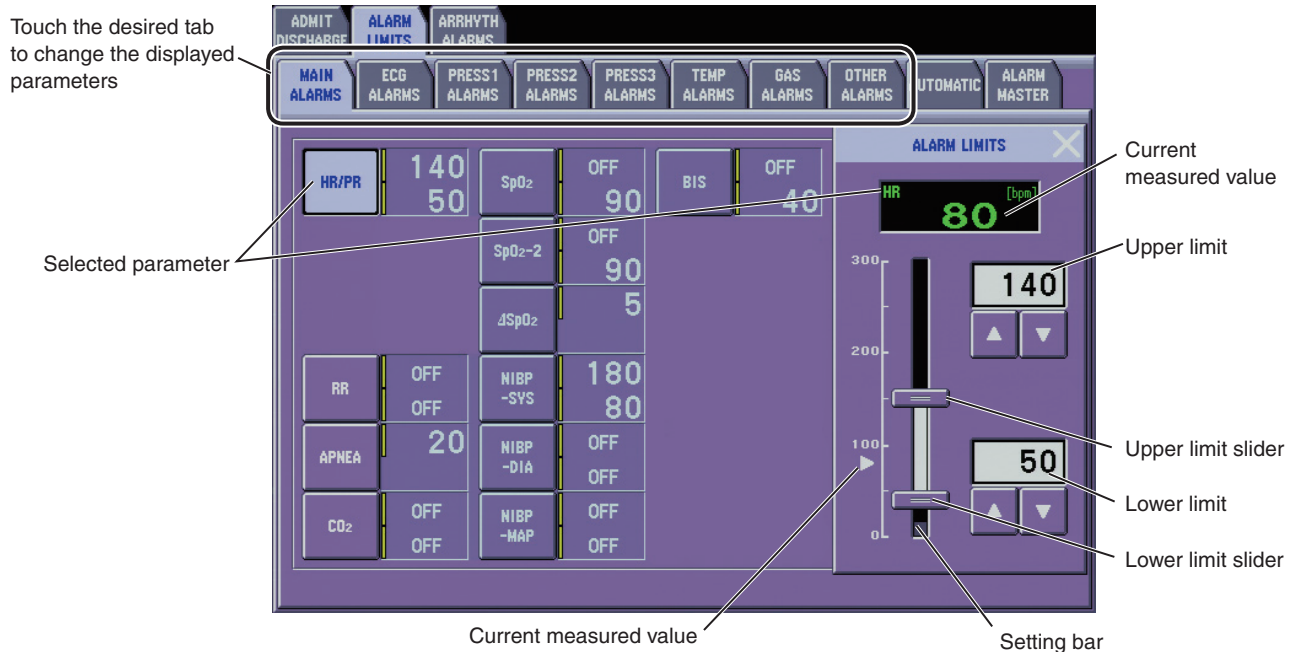 Touch the desired tab
to change the displayed
parameters
ADMIT
DISCHARGE
ALARM
LIMITS
ARRHYTH
ALARMS
MAIN
ALARMS
ECG
ALARMS
PRESS1
ALARMS
PRESS2
ALARMS
PRESS3
ALARMS
TEMP
ALARMS
GAS
ALARMS
OTHER
ALARMS
UTOMATIC
ALARM
MASTER
HR/PR
140
50
SpO2
OFF
90
BIS
OFF
40
SpO2-2
OFF
90
ΔSpO2
5
RR
OFF
OFF
NIBP
-SYS
180
80
APNEA
20
NIBP
-DIA
OFF
OFF
CO2
OFF
OFF
NIBP
-MAP
OFF
OFF
ALARM LIMITS
HR
[bpm]
80
300
200
100
0
140
50
Selected parameter
Current
measured value
Upper limit
Upper limit slider
Lower limit
Lower limit slider
Current measured value
Setting bar